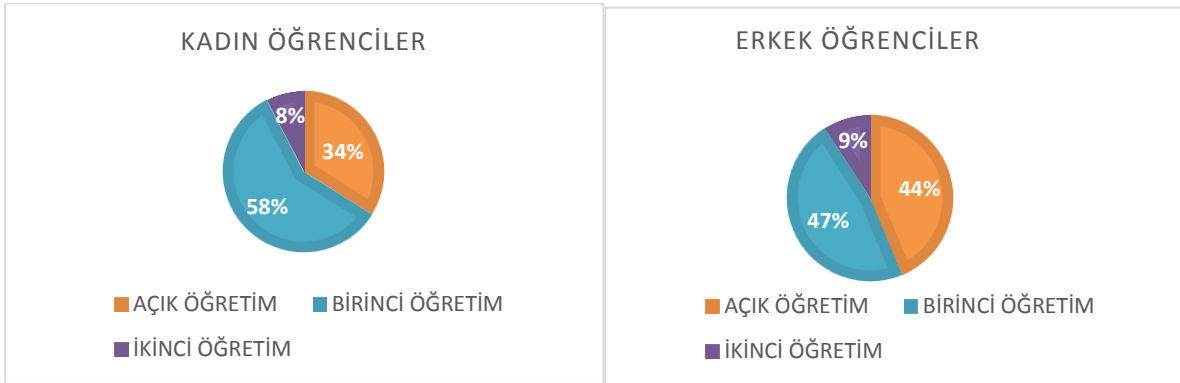 KADIN ÖĞRENCİLER
8%
34%
58%
AÇIK ÖĞRETİM
BİRİNCİ ÖĞRETİM
İKİNCİ ÖĞRETİM
ERKEK ÖĞRENCİLER
9%
44%
47%
AÇIK ÖĞRETİM
BİRİNCİ ÖĞRETİM
İKİNCİ ÖĞRETİM